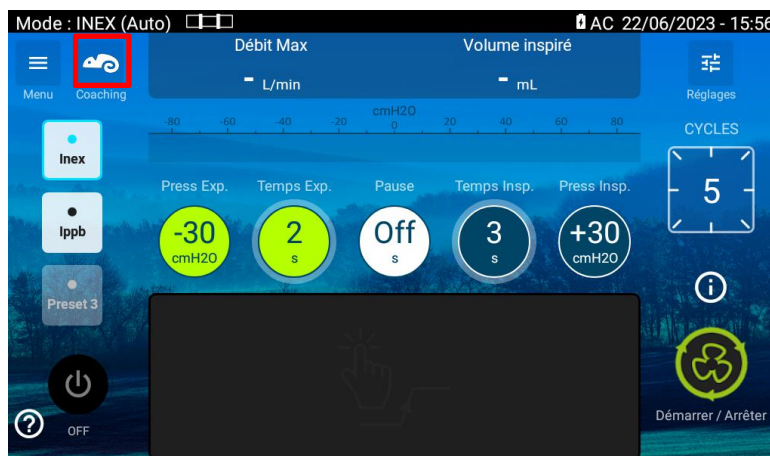 Mode : INEX (Auto)
AC 22/06/2023 - 15:56
Menu
Coaching
Débit Max
- L/min
Volume inspiré
- mL
Réglages
cmH2O
-80 -60 -40 -20 0 20 40 60 80
CYCLES
5
Inex
Ippb
Preset 3
Press Exp.
-30
cmH2O
Temps Exp.
2
s
Pause
Off
s
Temps Insp.
3
s
Press Insp.
+30
cmH2O
OFF
Démarrer / Arrêter